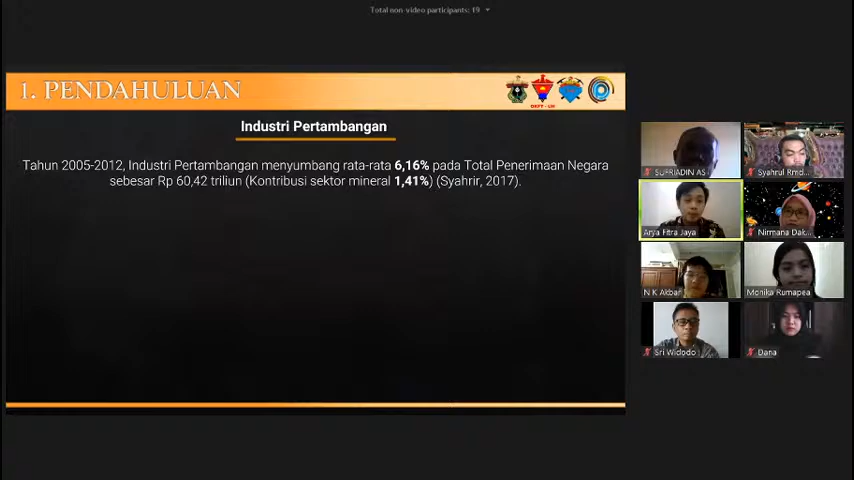 Total non-video participants: 19
1. PENDAHULUAN
Industri Pertambangan
Tahun 2005-2012, Industri Pertambangan menyumbang rata-rata 6,16% pada Total Penerimaan Negara
sebesar Rp 60,42 triliun (Kontribusi sektor mineral 1,41%) (Syahrir, 2017).
SUFRIADIN AS
Syahrul Rmd...
Arya Fitra Jaya
Nirmana Dak...
N K Akbar
Monika Rumapea
Sri Widodo
Dana